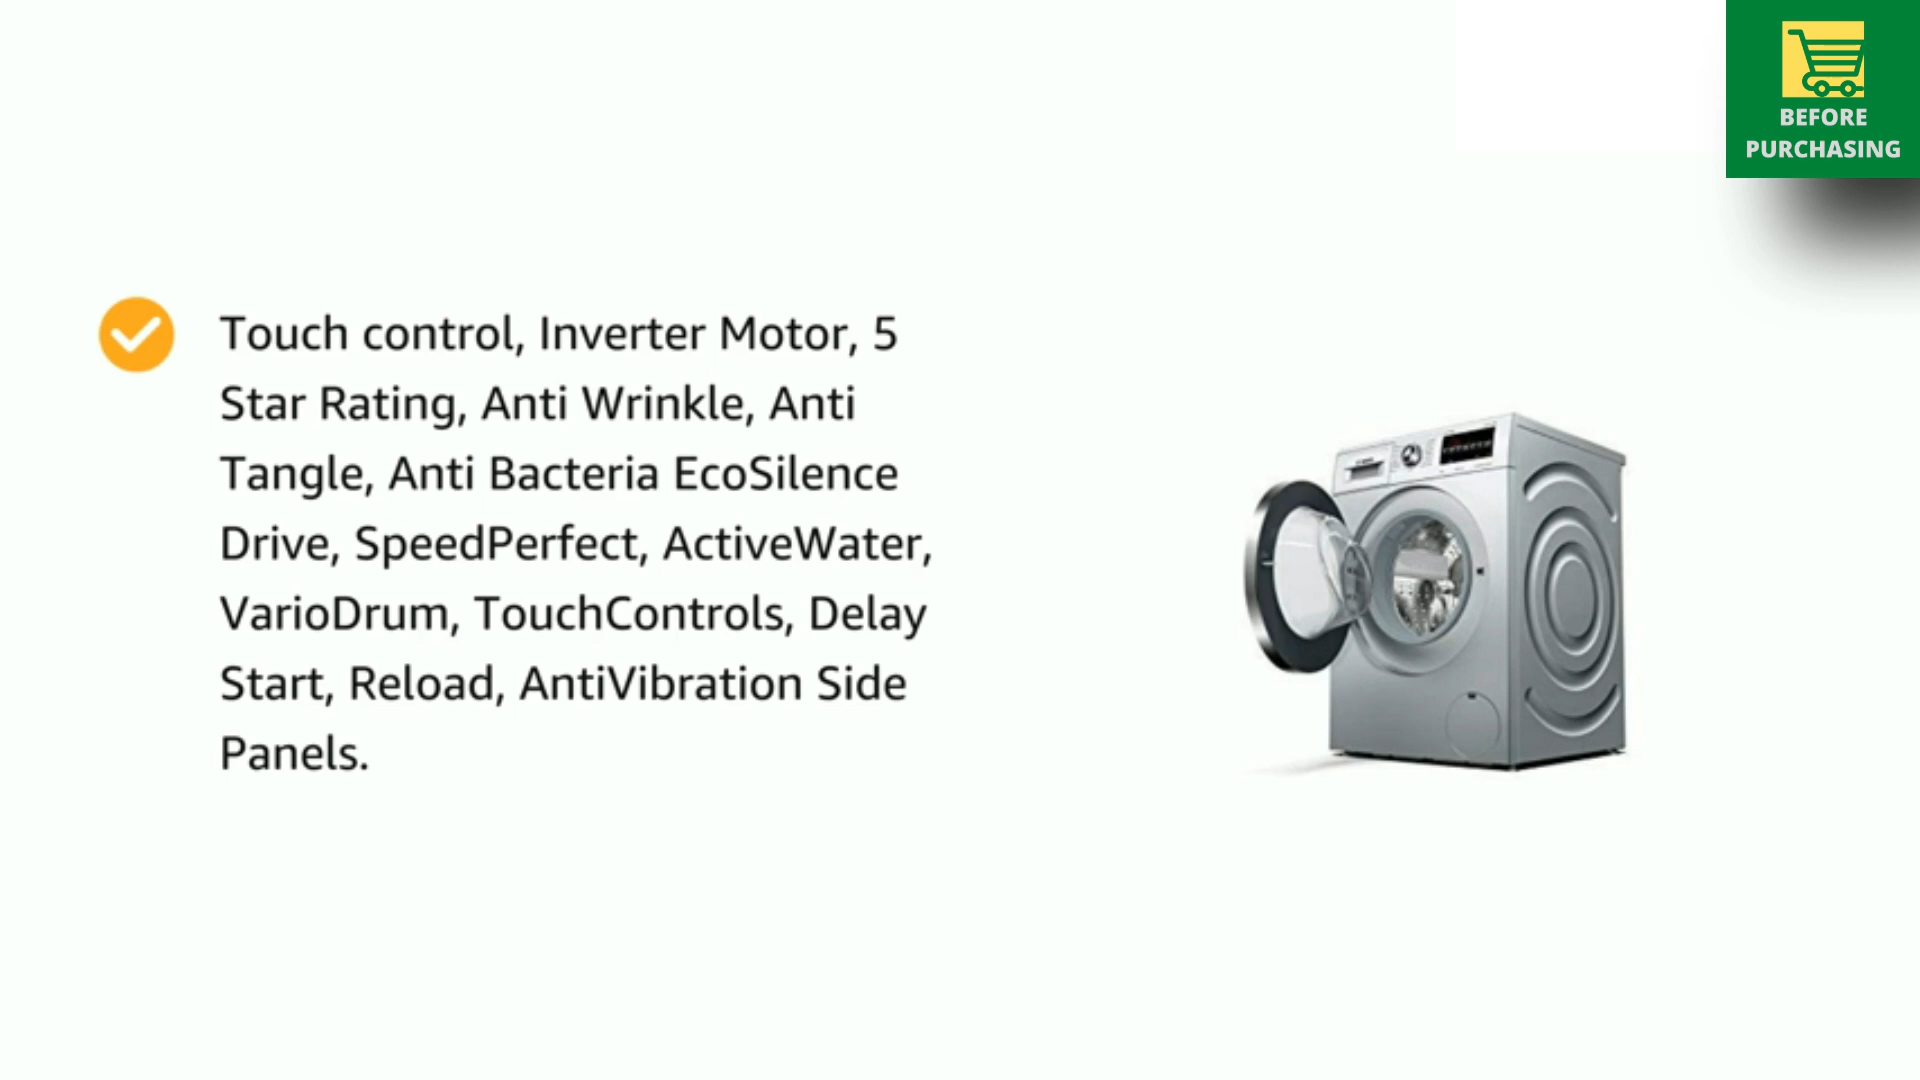 BEFORE
PURCHASING
Touch control, Inverter Motor, 5
Star Rating, Anti Wrinkle, Anti
Tangle, Anti Bacteria EcoSilence
Drive, SpeedPerfect, ActiveWater,
VarioDrum, TouchControls, Delay
Start, Reload, AntiVibration Side
Panels.